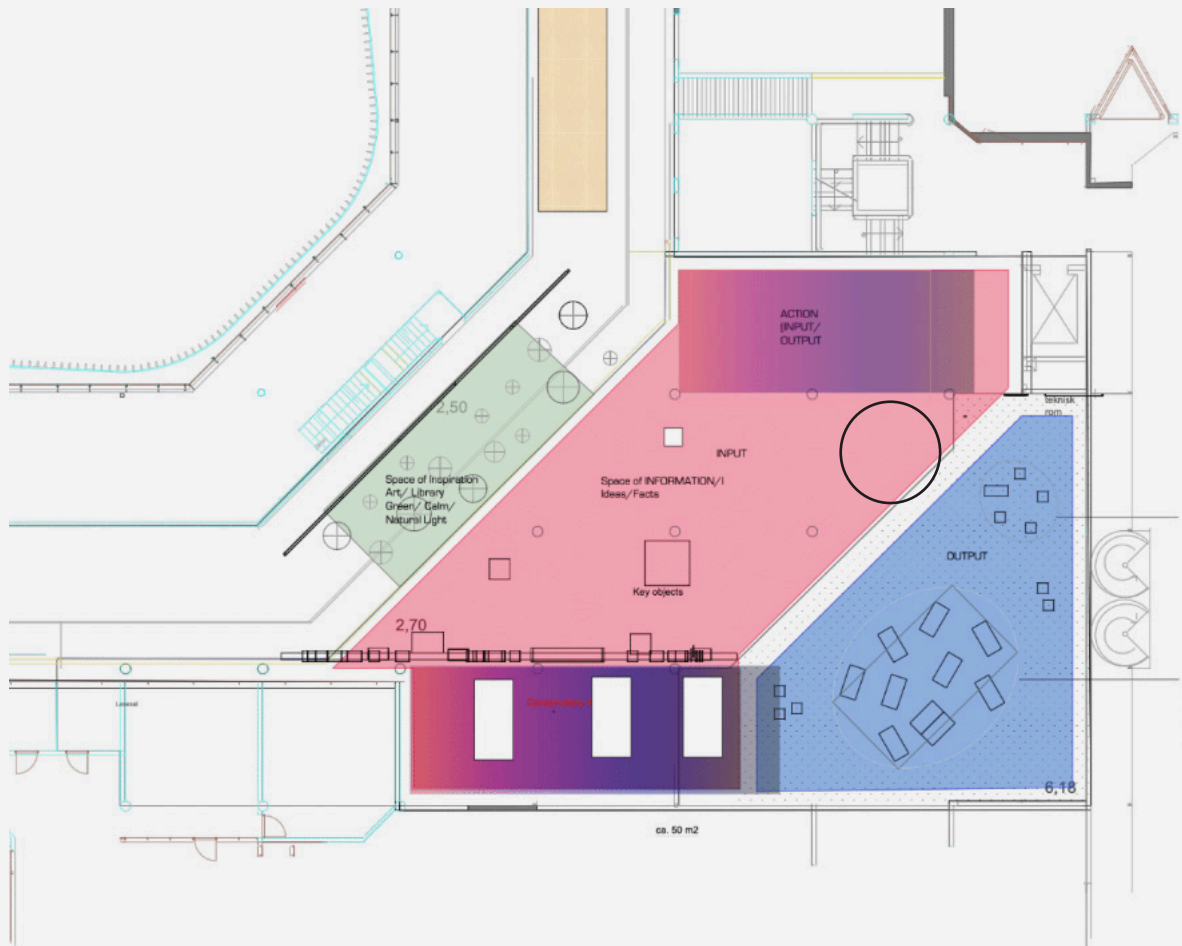 ACTION
(INPUT/
OUTPUT
teknisk
rom
2,50
INPUT
Space of Inspiration
Art/ Library
Green/ Calm/
Natural Light
Space of INFORMATION/I
Ideas/Facts
OUTPUT
Key objects
2,70
6,18
ca. 50 m2